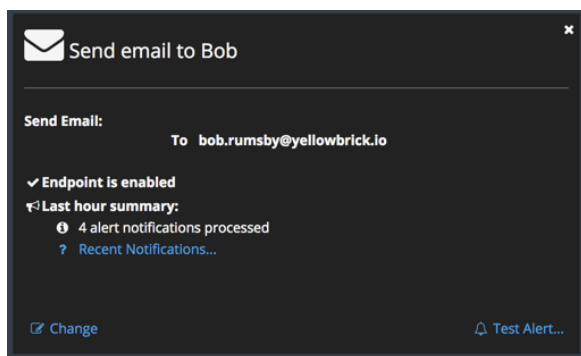 Send email to Bob
Send Email:
To bob.rumsby@yellowbrick.io
Endpoint is enabled
Last hour summary:
4 alert notifications processed
? Recent Notifications...
Change
Test Alert...